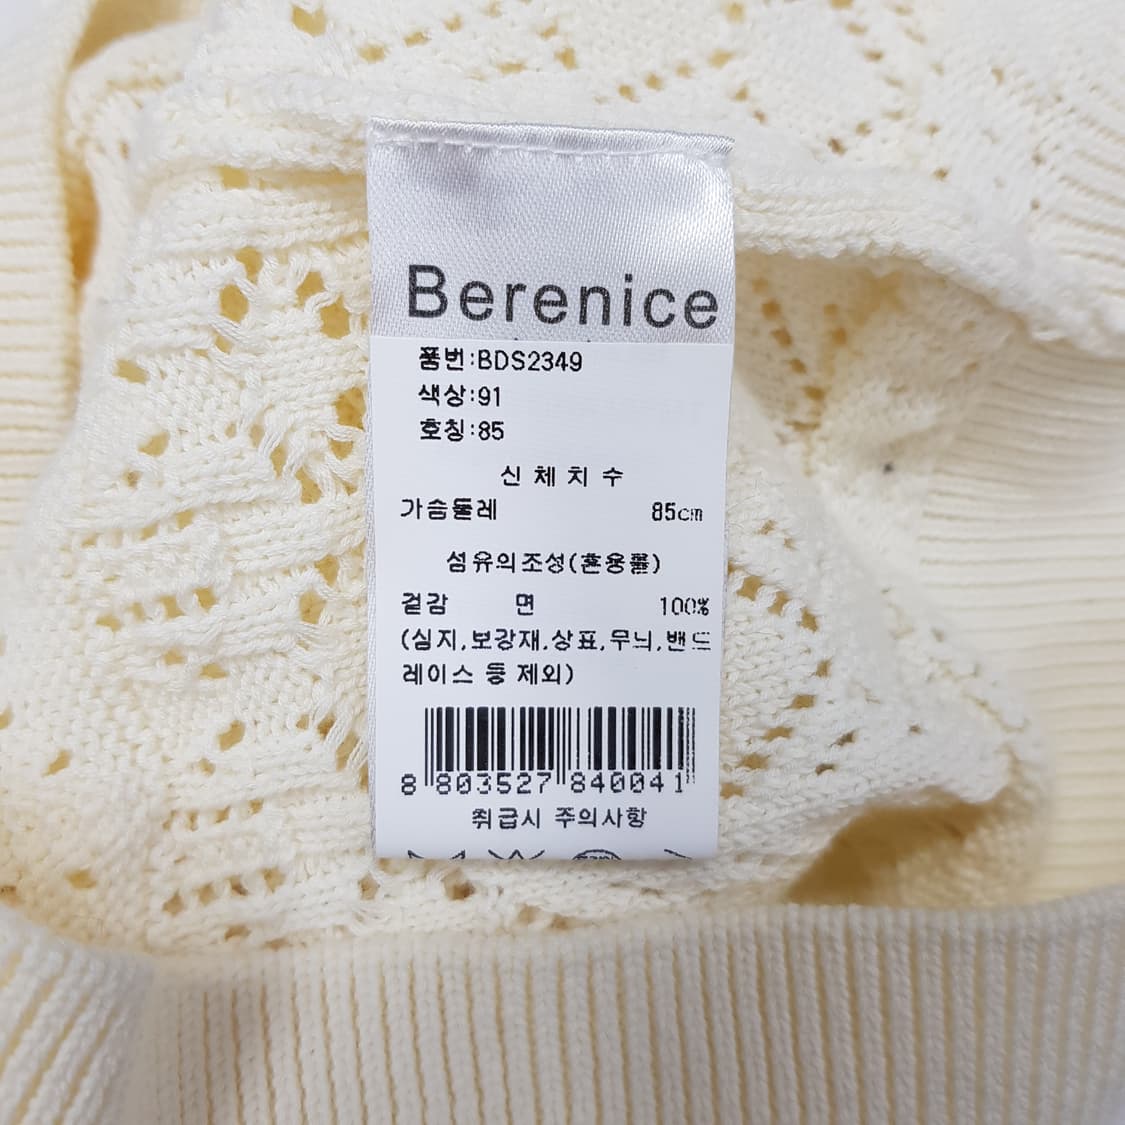 Berenice
품번:BDS2349
색상:91
호칭:85
신체치수
가슴둘레 85cm
섬유의조성(혼용률)
겉감 면 100%
(심지,보강재,상표,무늬,밴드
레이스 등 제외)
8 803527 840041
취급시 주의사항